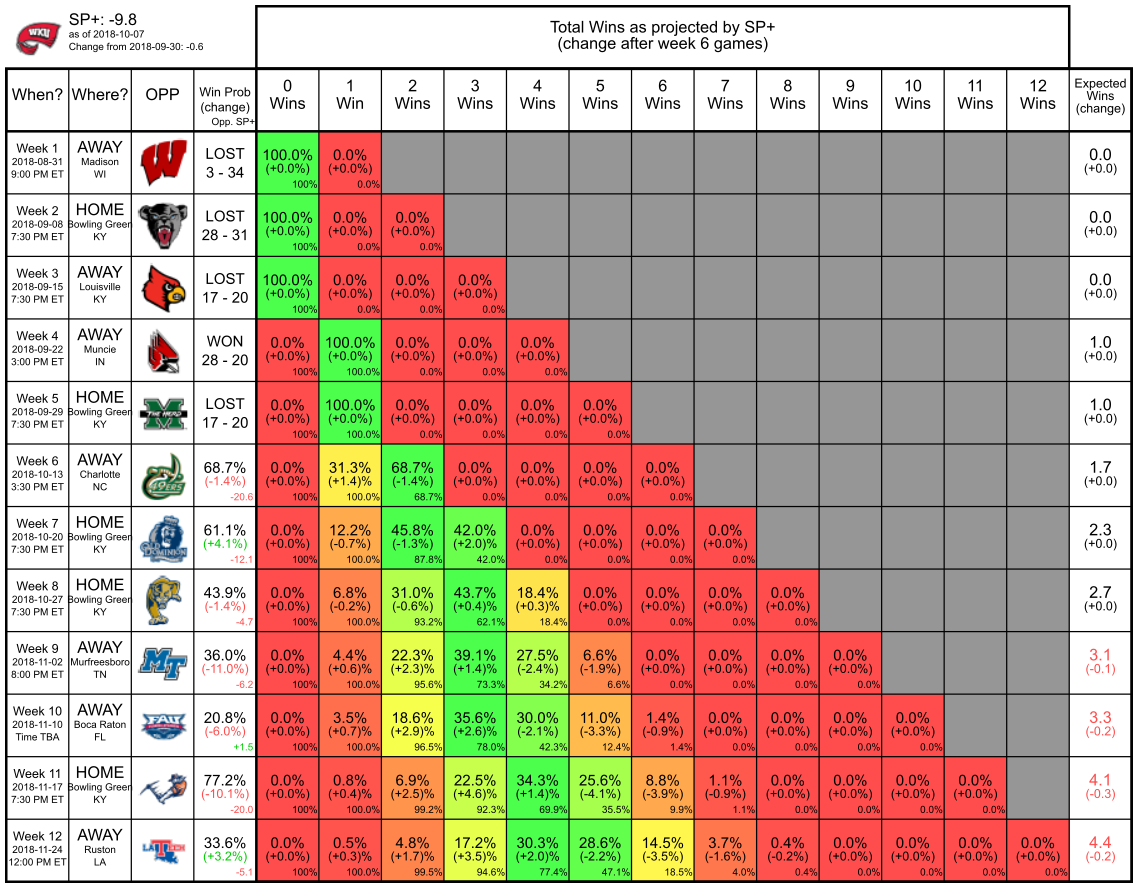 WKU
SP+: -9.8
as of 2018-10-07
Change from 2018-09-30: -0.6
Total Wins as projected by SP+
(change after week 6 games)
When? Where? OPP Win Prob (change) Opp. SP+ 0 Wins 1 Win 2 Wins 3 Wins 4 Wins 5 Wins 6 Wins 7 Wins 8 Wins 9 Wins 10 Wins 11 Wins 12 Wins Expected Wins (change)
Week 1 AWAY LOST 100.0% 0.0% 0.0
2018-08-31 Madison W 3 - 34 (+0.0%) (+0.0%) (+0.0)
9:00 PM ET WI 100% 0.0%
Week 2 HOME LOST 100.0% 0.0% 0.0% 0.0
2018-09-08 Bowling Green 28 - 31 (+0.0%) (+0.0%) (+0.0%) (+0.0)
7:30 PM ET KY 100% 0.0% 0.0%
Week 3 AWAY LOST 100.0% 0.0% 0.0% 0.0% 0.0
2018-09-15 Louisville 17 - 20 (+0.0%) (+0.0%) (+0.0%) (+0.0%) (+0.0)
7:30 PM ET KY 100% 0.0% 0.0% 0.0%
Week 4 AWAY WON 0.0% 100.0% 0.0% 0.0% 0.0% 1.0
2018-09-22 Muncie 28 - 20 (+0.0%) (+0.0%) (+0.0%) (+0.0%) (+0.0%) (+0.0)
3:00 PM ET IN 100% 100.0% 0.0% 0.0% 0.0%
Week 5 HOME LOST 0.0% 100.0% 0.0% 0.0% 0.0% 0.0% 1.0
2018-09-29 Bowling Green M THE HERD 17 - 20 (+0.0%) (+0.0%) (+0.0%) (+0.0%) (+0.0%) (+0.0%) (+0.0)
7:30 PM ET KY 100% 100.0% 0.0% 0.0% 0.0% 0.0%
Week 6 AWAY 68.7% 0.0% 31.3% 68.7% 0.0% 0.0% 0.0% 0.0% 1.7
2018-10-13 Charlotte 49ERS (-1.4%) (+0.0%) (+1.4)% (-1.4%) (+0.0%) (+0.0%) (+0.0%) (+0.0%) (+0.0)
3:30 PM ET NC -20.6 100% 100.0% 68.7% 0.0% 0.0% 0.0% 0.0%
Week 7 HOME 61.1% 0.0% 12.2% 45.8% 42.0% 0.0% 0.0% 0.0% 0.0% 2.3
2018-10-20 Bowling Green OLD DOMINION (+4.1%) (+0.0%) (-0.7%) (-1.3%) (+2.0)% (+0.0%) (+0.0%) (+0.0%) (+0.0%) (+0.0)
7:30 PM ET KY -12.1 100% 100.0% 87.8% 42.0% 0.0% 0.0% 0.0% 0.0%
Week 8 HOME 43.9% 0.0% 6.8% 31.0% 43.7% 18.4% 0.0% 0.0% 0.0% 0.0% 2.7
2018-10-27 Bowling Green (-1.4%) (+0.0%) (-0.2%) (-0.6%) (+0.4)% (+0.3)% (+0.0%) (+0.0%) (+0.0%) (+0.0%) (+0.0)
7:30 PM ET KY -4.7 100% 100.0% 93.2% 62.1% 18.4% 0.0% 0.0% 0.0% 0.0%
Week 9 AWAY 36.0% 0.0% 4.4% 22.3% 39.1% 27.5% 6.6% 0.0% 0.0% 0.0% 0.0% 3.1
2018-11-02 Murfreesboro MT (-11.0%) (+0.0%) (+0.6)% (+2.3)% (+1.4)% (-2.4%) (-1.9%) (+0.0%) (+0.0%) (+0.0%) (+0.0%) (-0.1)
8:00 PM ET TN -6.2 100% 100.0% 95.6% 73.3% 34.2% 6.6% 0.0% 0.0% 0.0% 0.0%
Week 10 AWAY 20.8% 0.0% 3.5% 18.6% 35.6% 30.0% 11.0% 1.4% 0.0% 0.0% 0.0% 0.0% 3.3
2018-11-10 Boca Raton FAU (-6.0%) (+0.0%) (+0.7)% (+2.9)% (+2.6)% (-2.1%) (-3.3%) (-0.9%) (+0.0%) (+0.0%) (+0.0%) (+0.0%) (-0.2)
Time TBA FL +1.5 100% 100.0% 96.5% 78.0% 42.3% 12.4% 1.4% 0.0% 0.0% 0.0% 0.0%
Week 11 HOME 77.2% 0.0% 0.8% 6.9% 22.5% 34.3% 25.6% 8.8% 1.1% 0.0% 0.0% 0.0% 0.0% 4.1
2018-11-17 Bowling Green (-10.1%) (+0.0%) (+0.4)% (+2.5)% (+4.6)% (+1.4)% (-4.1%) (-3.9%) (-0.9%) (+0.0%) (+0.0%) (+0.0%) (+0.0%) (-0.3)
7:30 PM ET KY -20.0 100% 100.0% 99.2% 92.3% 69.9% 35.5% 9.9% 1.1% 0.0% 0.0% 0.0% 0.0%
Week 12 AWAY 33.6% 0.0% 0.5% 4.8% 17.2% 30.3% 28.6% 14.5% 3.7% 0.4% 0.0% 0.0% 0.0% 0.0% 4.4
2018-11-24 Ruston LA TECH (+3.2%) (+0.0%) (+0.3)% (+1.7)% (+3.5)% (+2.0)% (-2.2%) (-3.5%) (-1.6%) (-0.2%) (+0.0%) (+0.0%) (+0.0%) (+0.0%) (-0.2)
12:00 PM ET LA -5.1 100% 100.0% 99.5% 94.6% 77.4% 47.1% 18.5% 4.0% 0.4% 0.0% 0.0% 0.0% 0.0%